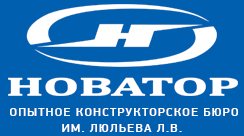 НОВАТОР
ОПЫТНОЕ КОНСТРУКТОРСКОЕ БЮРО
ИМ. ЛЮЛЬЕВА Л.В.